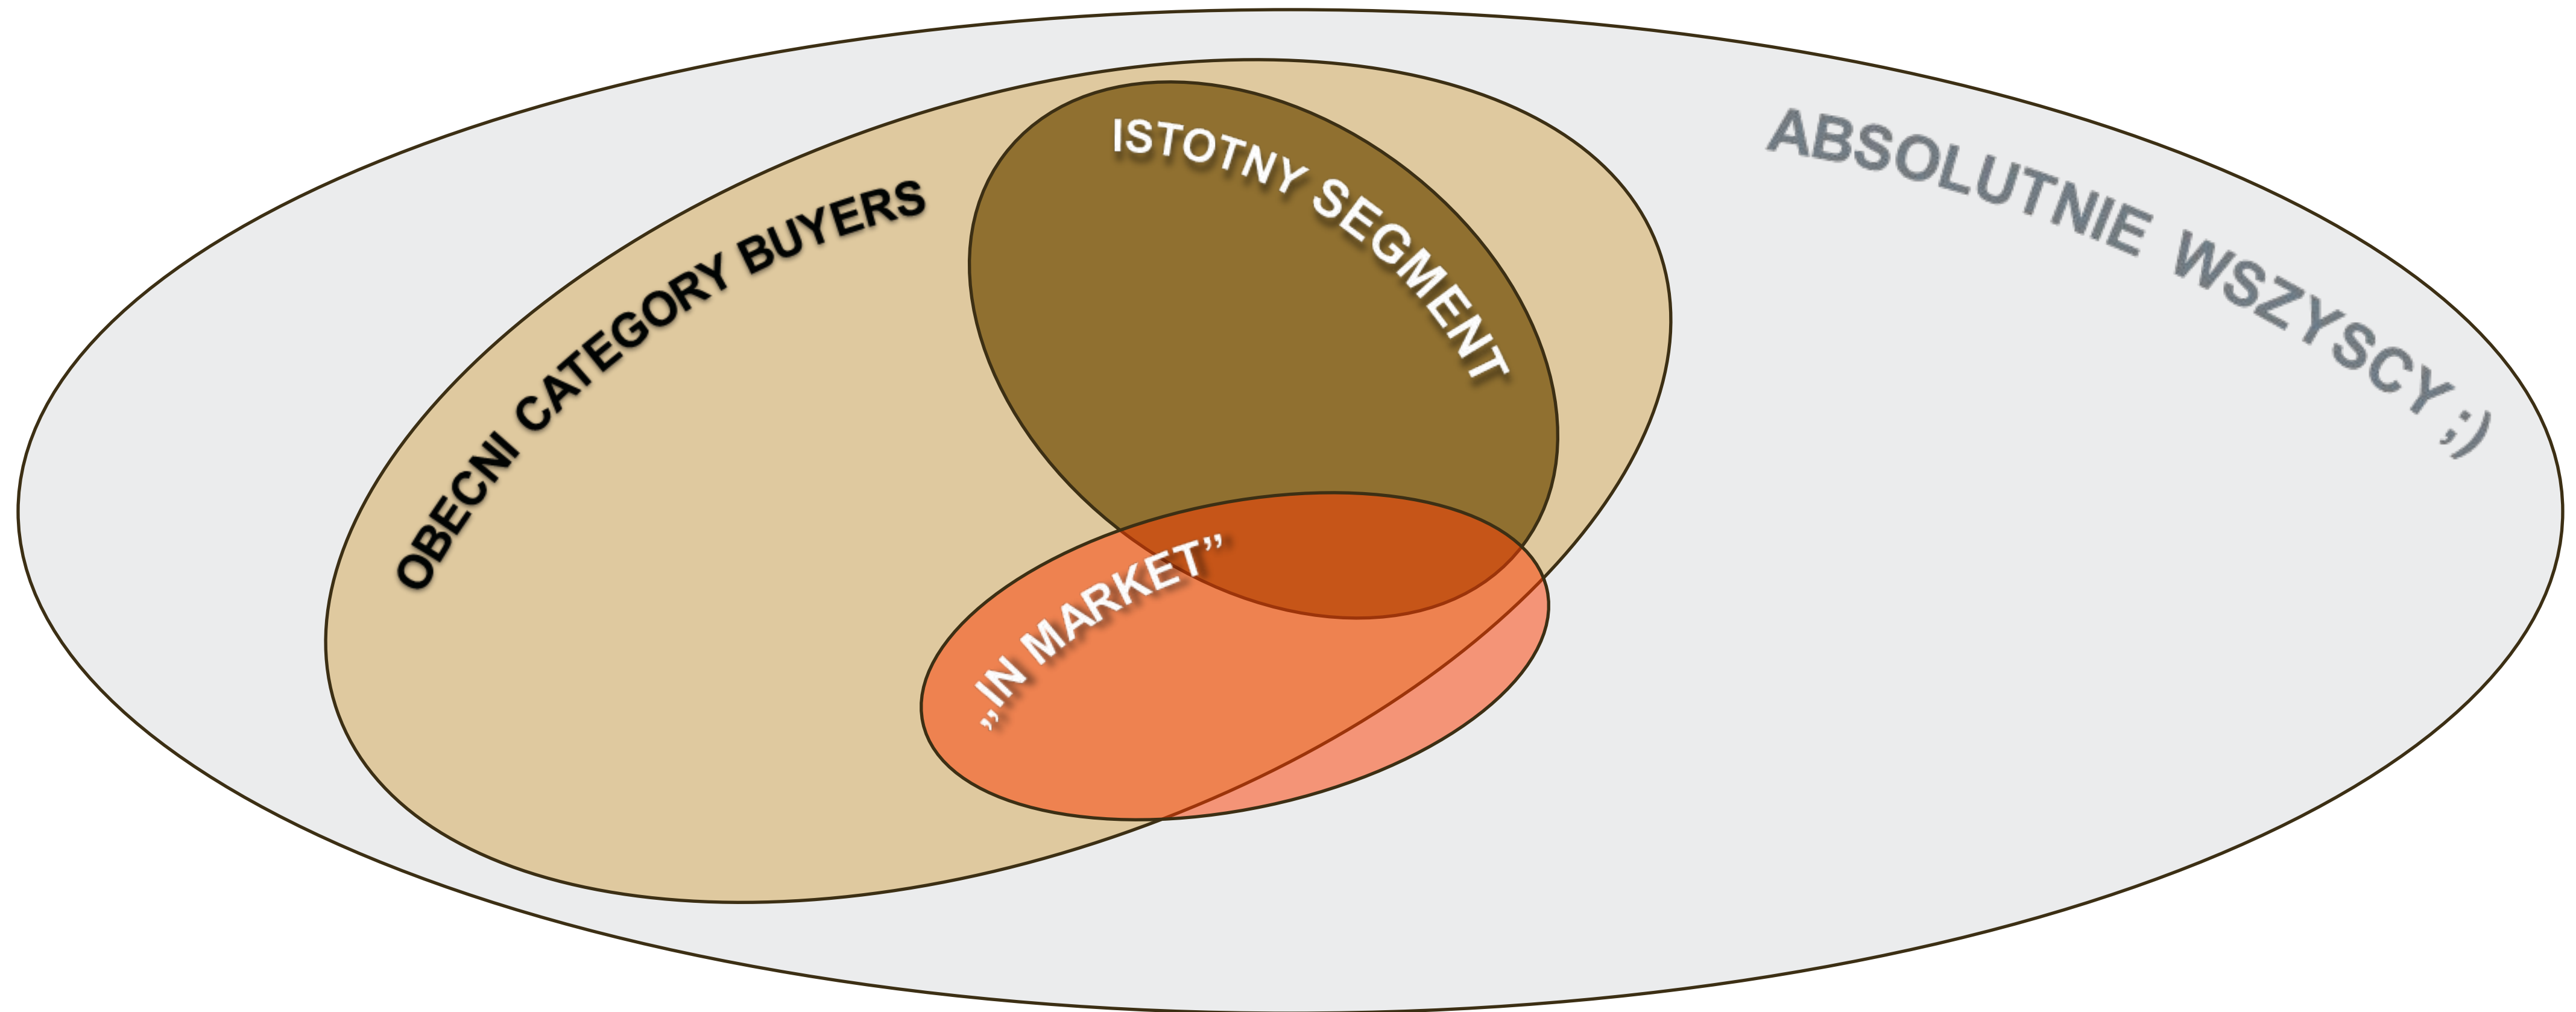 OBECNI CATEGORY BUYERS
ISTOTNY SEGMENT
ABSOLUTNIE WSZYSCY ;)
„IN MARKET”